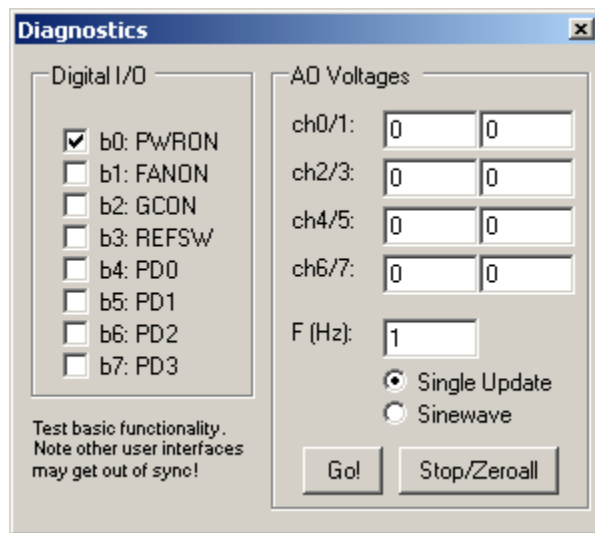 Diagnostics
Digital I/O
b0: PWRON
b1: FANON
b2: GCON
b3: REFSW
b4: PD0
b5: PD1
b6: PD2
b7: PD3
Test basic functionality.
Note other user interfaces
may get out of sync!
AO Voltages
ch0/1: 0 0
ch2/3: 0 0
ch4/5: 0 0
ch6/7: 0 0
F (Hz): 1
Single Update
Sinewave
Go! Stop/Zeroall